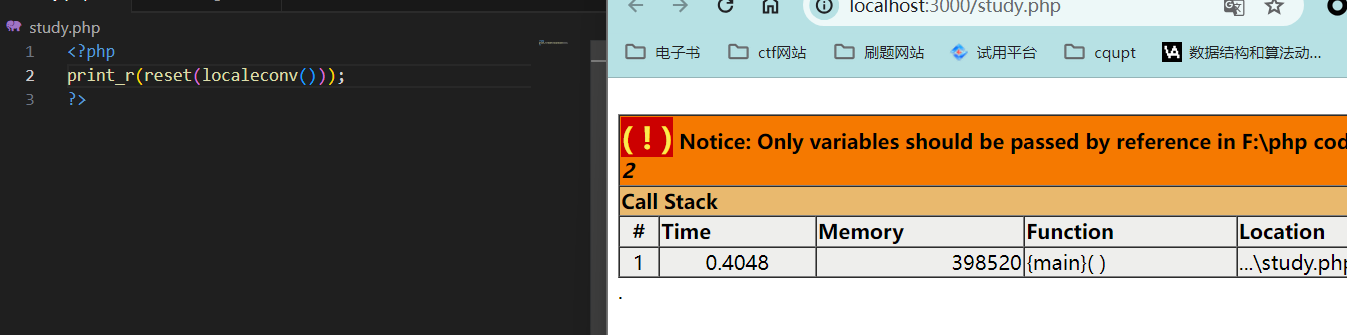 study.php
1 <?php
2 print_r(reset(localeconv()));
3 ?>
localhost:3000/study.php
电子书 ctf网站 刷题网站 试用平台 cqupt 数据结构和算法动...
( ! ) Notice: Only variables should be passed by reference in F:\php cod
2
Call Stack
# Time Memory Function Location
1 0.4048 398520 {main}( ) ...\study.php
.